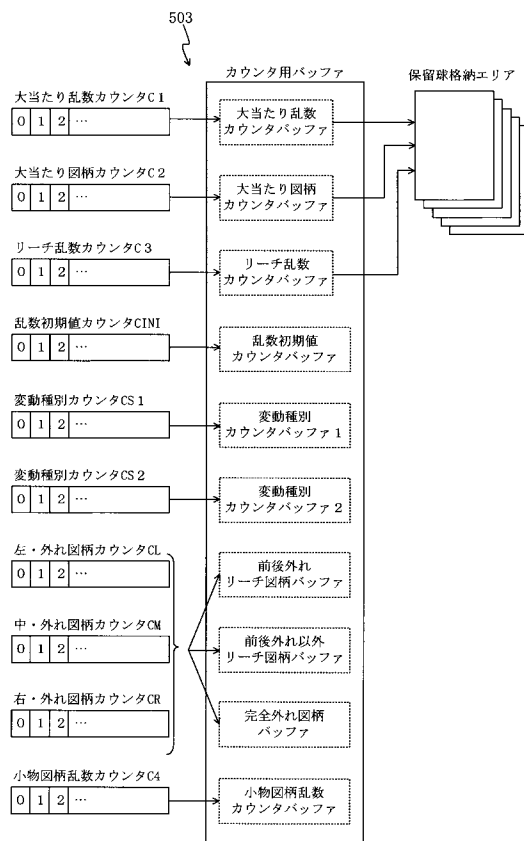 503
カウンタ用バッファ
保留球格納エリア
大当たり乱数カウンタC1
0 1 2 …
大当たり乱数
カウンタバッファ
大当たり図柄カウンタC2
0 1 2 …
大当たり図柄
カウンタバッファ
リーチ乱数カウンタC3
0 1 2 …
リーチ乱数
カウンタバッファ
乱数初期値カウンタCINI
0 1 2 …
乱数初期値
カウンタバッファ
変動種別カウンタCS1
0 1 2 …
変動種別
カウンタバッファ1
変動種別カウンタCS2
0 1 2 …
変動種別
カウンタバッファ2
左・外れ図柄カウンタCL
0 1 2 …
前後外れ
リーチ図柄バッファ
中・外れ図柄カウンタCM
0 1 2 …
前後外れ以外
リーチ図柄バッファ
右・外れ図柄カウンタCR
0 1 2 …
完全外れ図柄
バッファ
小物図柄乱数カウンタC4
0 1 2 …
小物図柄乱数
カウンタバッファ